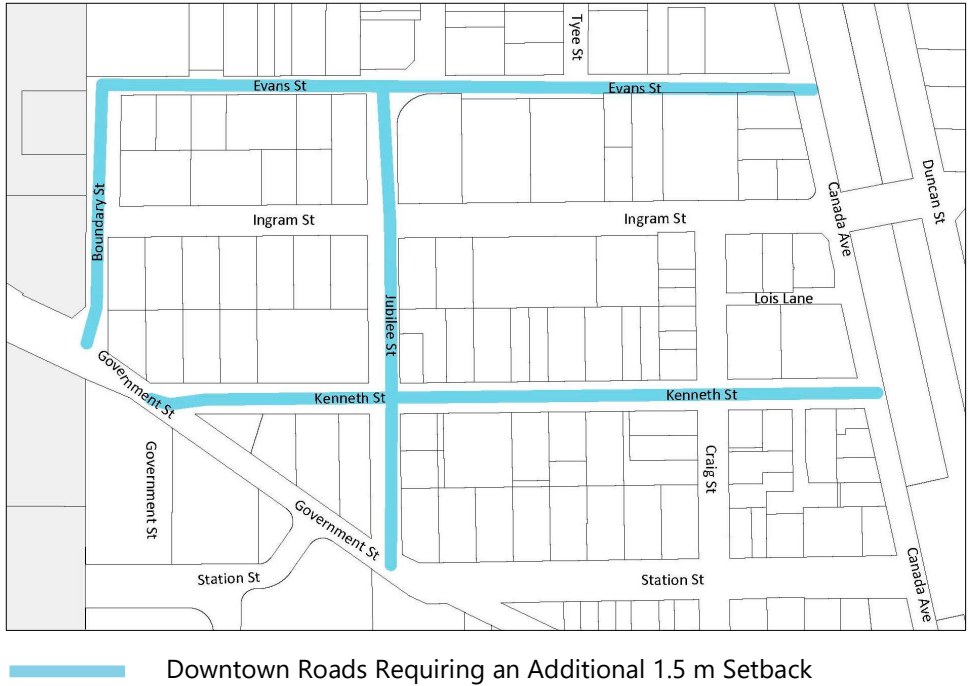 Tyee St
Evans St
Evans St
Boundary St
Ingram St
Ingram St
Canada Ave
Duncan St
Jubilee St
Lois Lane
Government St
Kenneth St
Kenneth St
Government St
Craig St
Government St
Station St
Station St
Canada Ave
Downtown Roads Requiring an Additional 1.5 m Setback